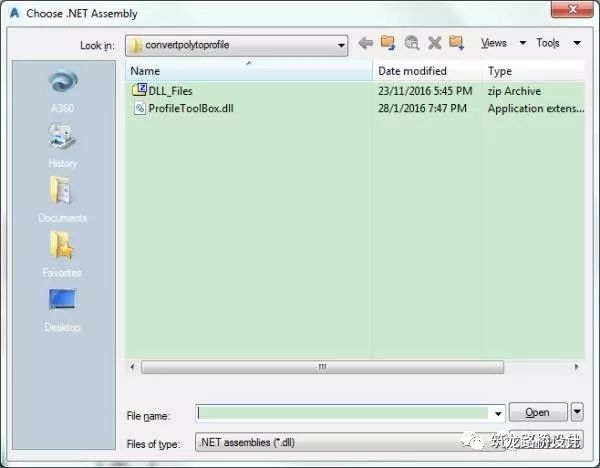 Choose .NET Assembly
Look in: convertpolytoprofile Views Tools
Name Date modified Type
DLL_Files 23/11/2016 5:45 PM zip Archive
ProfileToolBox.dll 28/1/2016 7:47 PM Application extens...
A360
History
Documents
Favorites
Desktop
File name: Open
Files of type: .NET assemblies (*.dll)
筑龙路桥设计